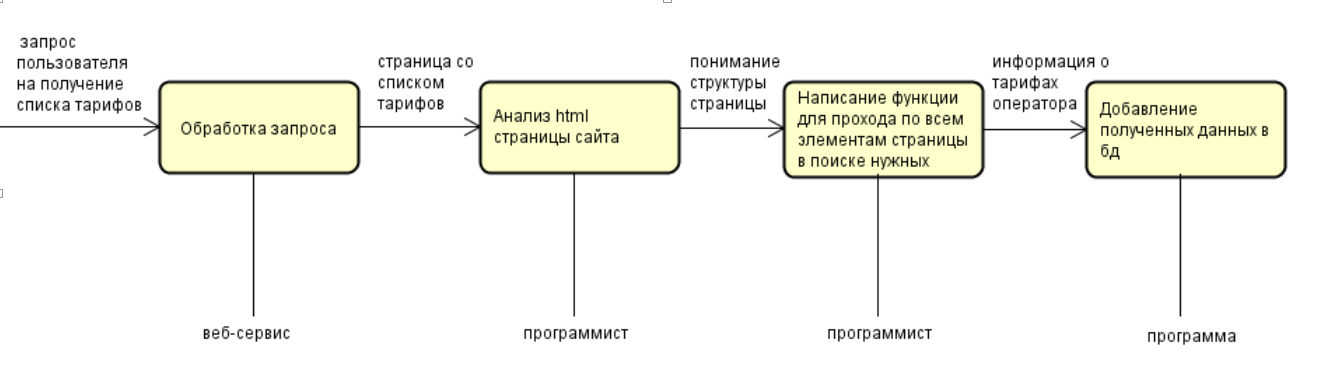 запрос
пользователя
на получение
списка тарифов
Обработка запроса
страница со
списком
тарифов
Анализ html
страницы сайта
понимание
структуры
страницы
Написание функции
для прохода по всем
элементам страницы
в поиске нужных
информация о
тарифах
оператора
Добавление
полученных данных в
бд
веб-сервис
программист
программист
программа